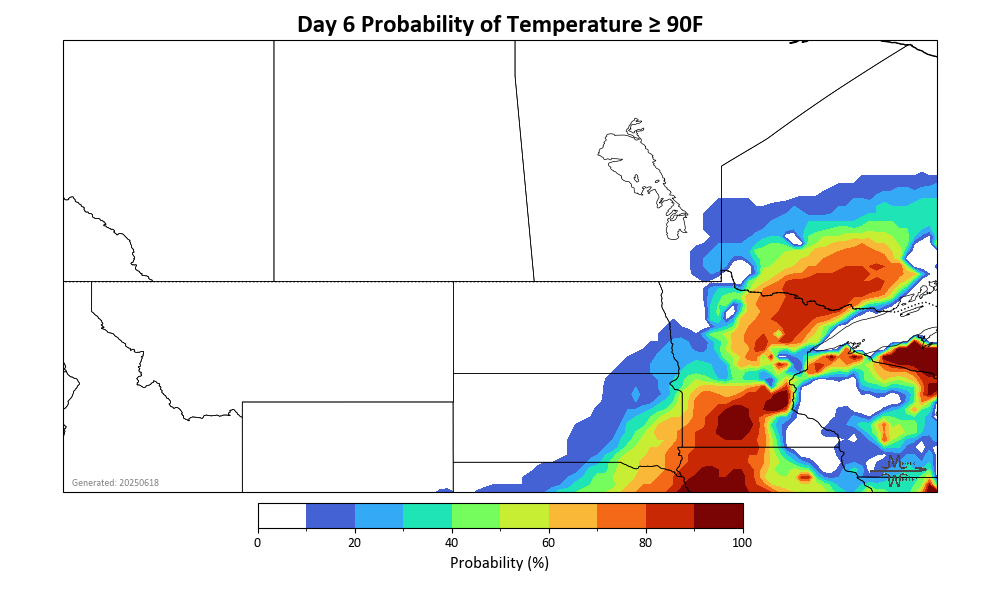 Day 6 Probability of Temperature ≥ 90F
Generated: 20250618
0 20 40 60 80 100
Probability (%)